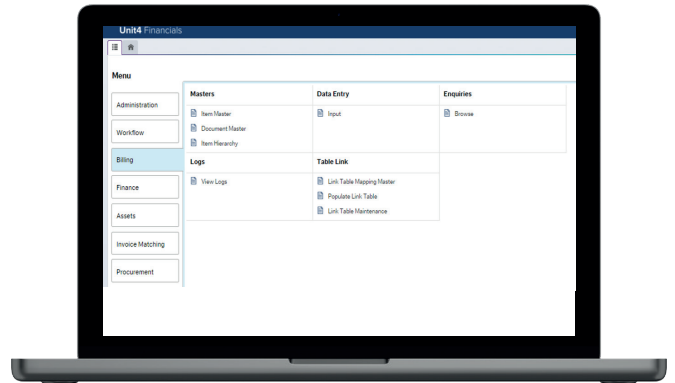 Unit4 Financials
Menu
Administration
Workflow
Billing
Finance
Assets
Invoice Matching
Procurement
Masters
Item Master
Document Master
Item Hierarchy
Data Entry
Input
Enquiries
Browse
Logs
View Logs
Table Link
Link Table Mapping Master
Populate Link Table
Link Table Maintenance